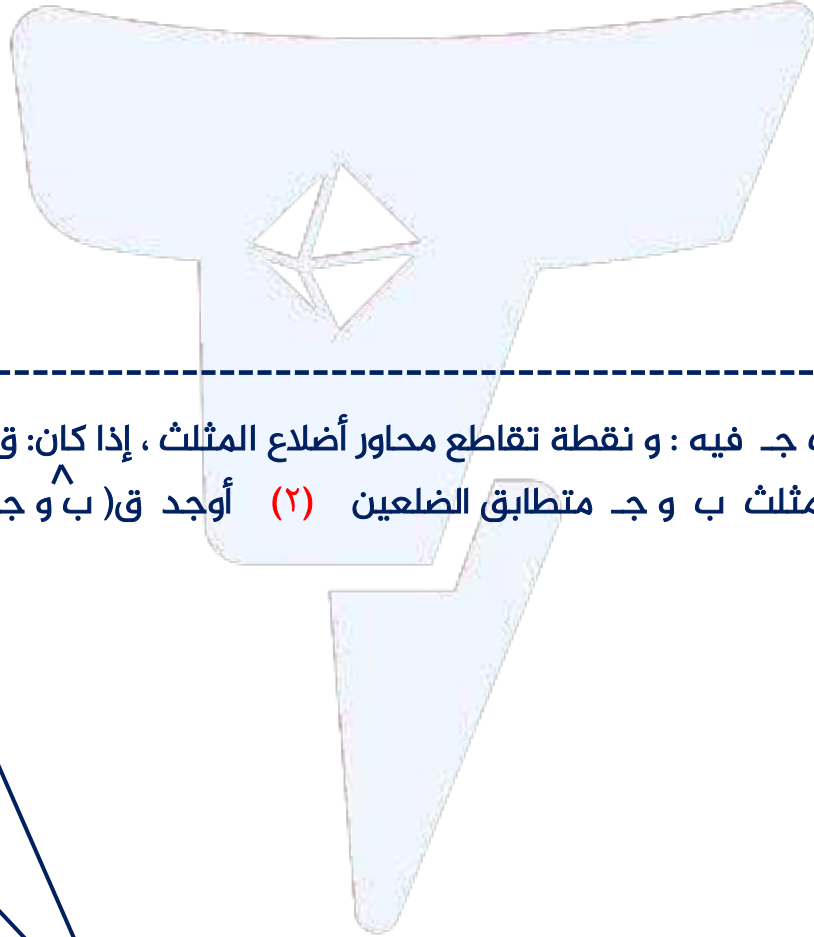 جـ فيه : و نقطة تقاطع محاور أضلاع المثلث ، إذا كان: ق
مثلث ب و جـ متطابق الضلعين (٢) أوجد ق( ب و جـ